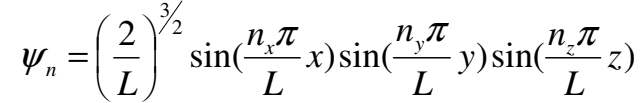 ψ_n = (2/L)^{3/2} sin(n_xπ/L x) sin(n_yπ/L y) sin(n_zπ/L z)